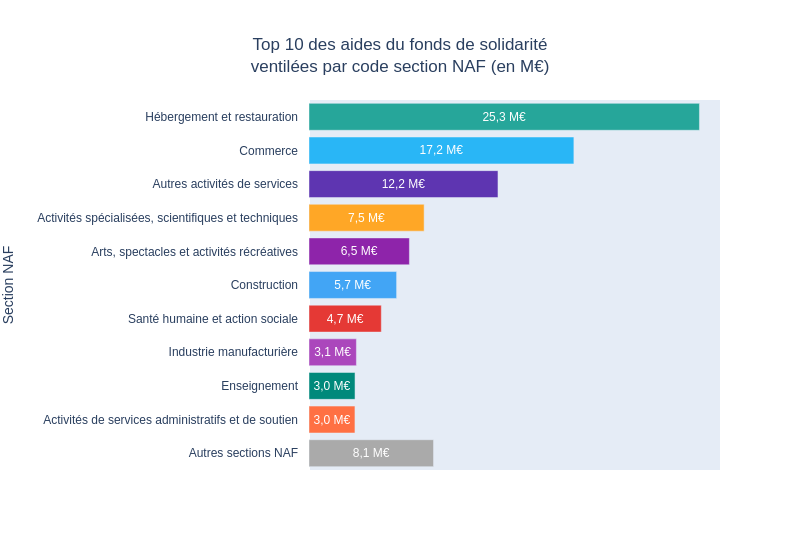 Top 10 des aides du fonds de solidarité
ventilées par code section NAF (en M€)
Section NAF
Hébergement et restauration 25,3 M€
Commerce 17,2 M€
Autres activités de services 12,2 M€
Activités spécialisées, scientifiques et techniques 7,5 M€
Arts, spectacles et activités récréatives 6,5 M€
Construction 5,7 M€
Santé humaine et action sociale 4,7 M€
Industrie manufacturière 3,1 M€
Enseignement 3,0 M€
Activités de services administratifs et de soutien 3,0 M€
Autres sections NAF 8,1 M€